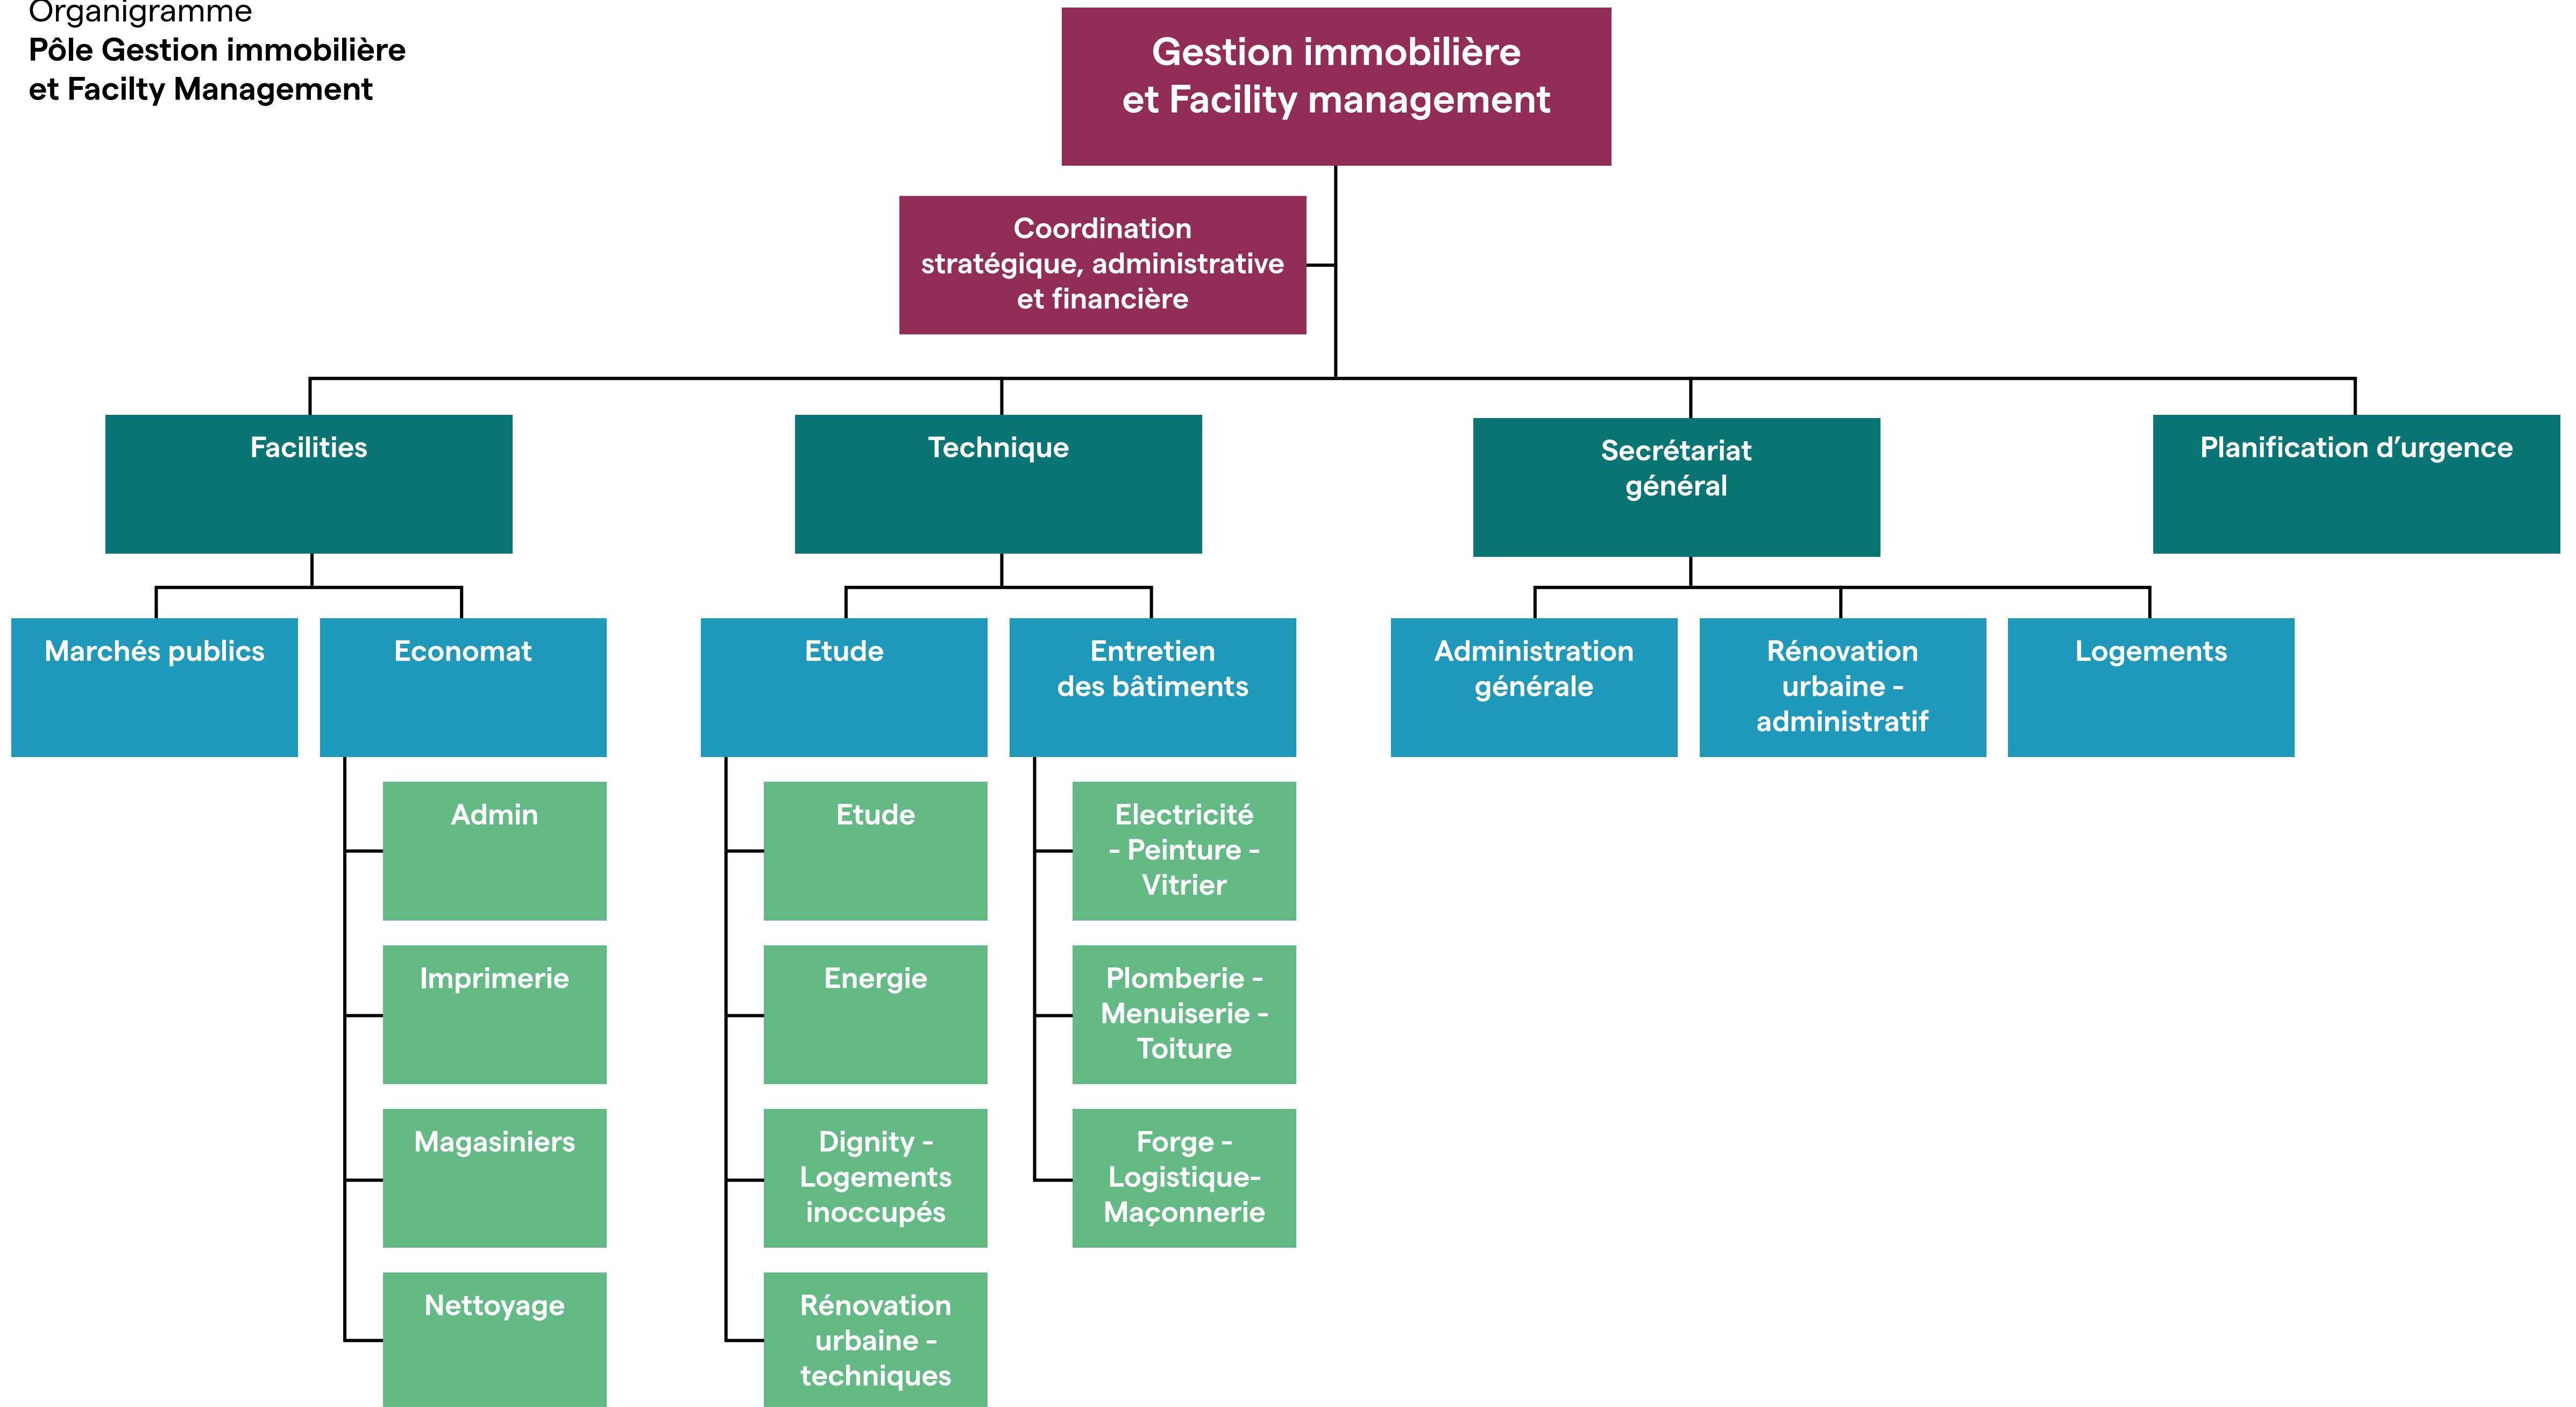 Organigramme
Pôle Gestion immobilière
et Facilty Management
Gestion immobilière
et Facility management
Coordination
stratégique, administrative
et financière
Facilities
Technique
Secrétariat
général
Planification d’urgence
Marchés publics
Economat
Etude
Entretien
des bâtiments
Administration
générale
Rénovation
urbaine -
administratif
Logements
Admin
Imprimerie
Magasiniers
Nettoyage
Etude
Energie
Dignity -
Logements
inoccupés
Rénovation
urbaine -
techniques
Electricité
- Peinture -
Vitrier
Plomberie -
Menuiserie -
Toiture
Forge -
Logistique-
Maçonnerie